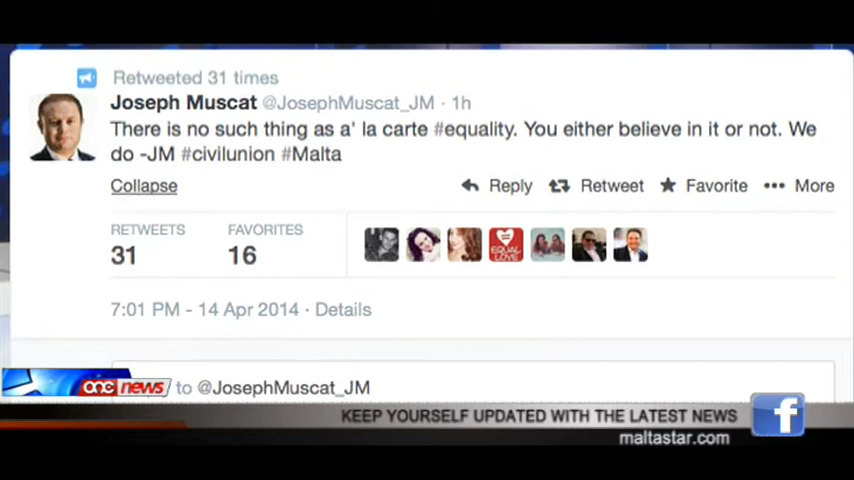 Retweeted 31 times
Joseph Muscat @JosephMuscat_JM · 1h
There is no such thing as a' la carte #equality. You either believe in it or not. We
do -JM #civilunion #Malta
Collapse
Reply Retweet Favorite More
RETWEETS FAVORITES
31 16
EQUAL LOVE
7:01 PM - 14 Apr 2014 · Details
to @JosephMuscat_JM
one news
KEEP YOURSELF UPDATED WITH THE LATEST NEWS
f
maltastar.com